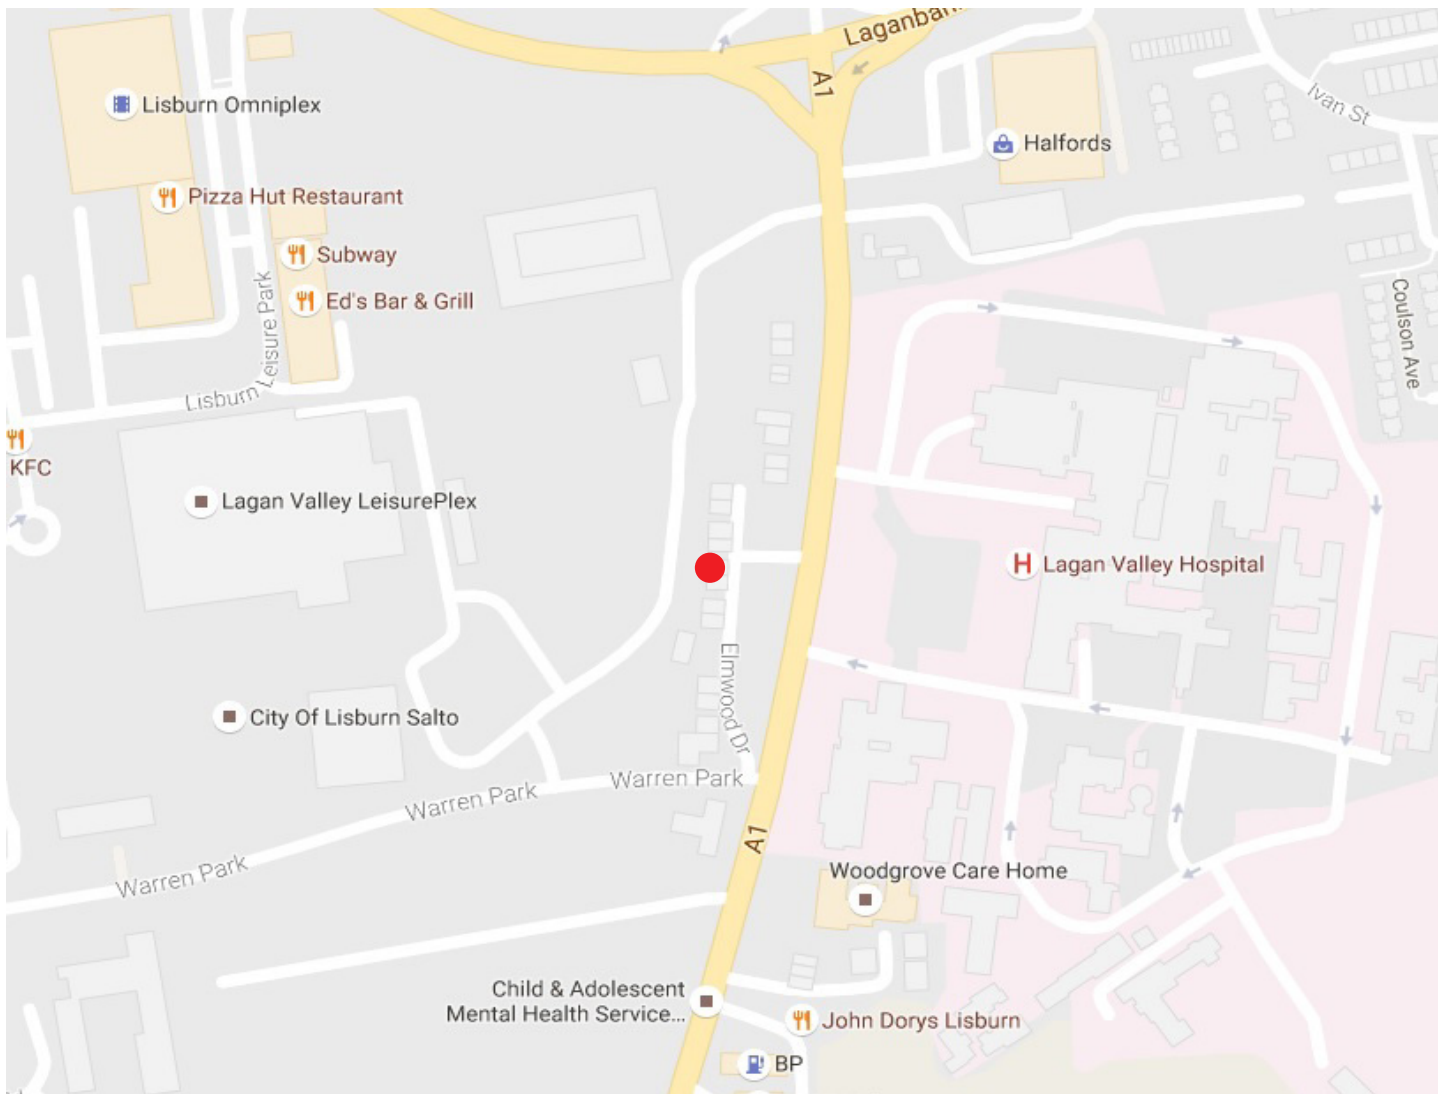 Laganban
A1
Lisburn Omniplex
Ivan St
Halfords
Pizza Hut Restaurant
Subway
Ed's Bar & Grill
Lisburn Leisure Park
Coulson Ave
KFC
Lagan Valley LeisurePlex
H Lagan Valley Hospital
Elmwood Dr
City Of Lisburn Salto
Warren Park
Warren Park
Warren Park
A1
Woodgrove Care Home
Child & Adolescent
Mental Health Service...
John Dorys Lisburn
BP